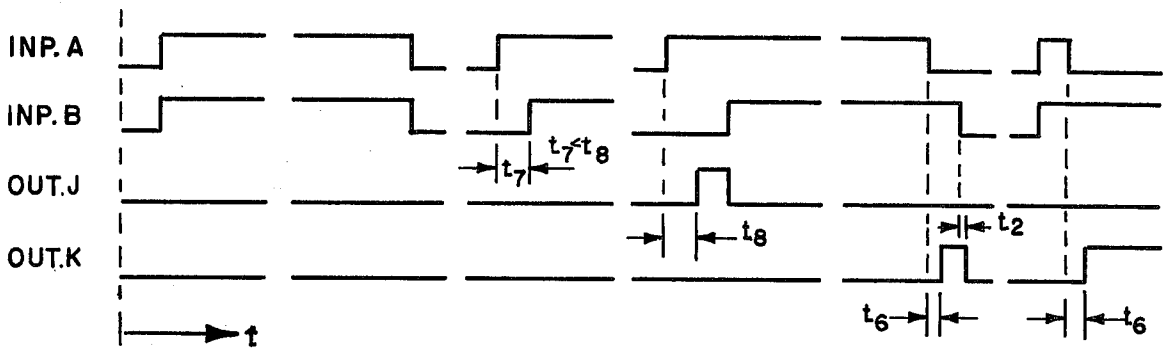 INP. A
INP. B
t7
t7<t8
OUT.J
t8
t2
OUT.K
t6
t6
t